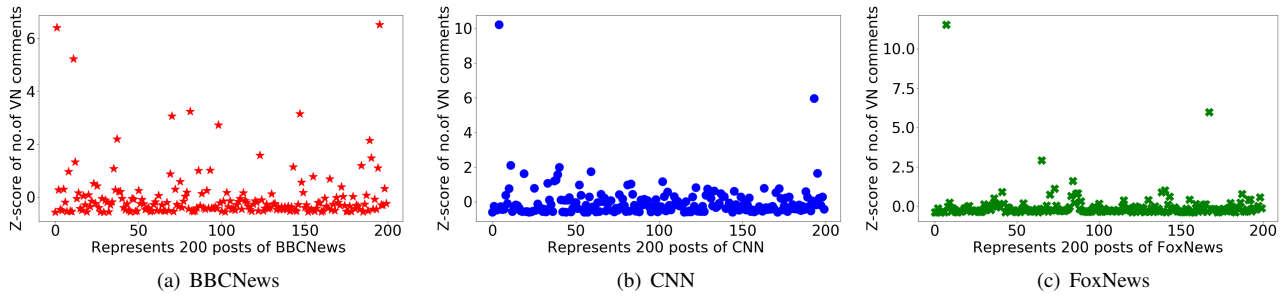 Z-score of no.of VN comments
6
4
2
0
0 50 100 150 200
Represents 200 posts of BBCNews
(a) BBCNews
Z-score of no.of VN comments
10
8
6
4
2
0
0 50 100 150 200
Represents 200 posts of CNN
(b) CNN
Z-score of no.of VN comments
10.0
7.5
5.0
2.5
0.0
0 50 100 150 200
Represents 200 posts of FoxNews
(c) FoxNews